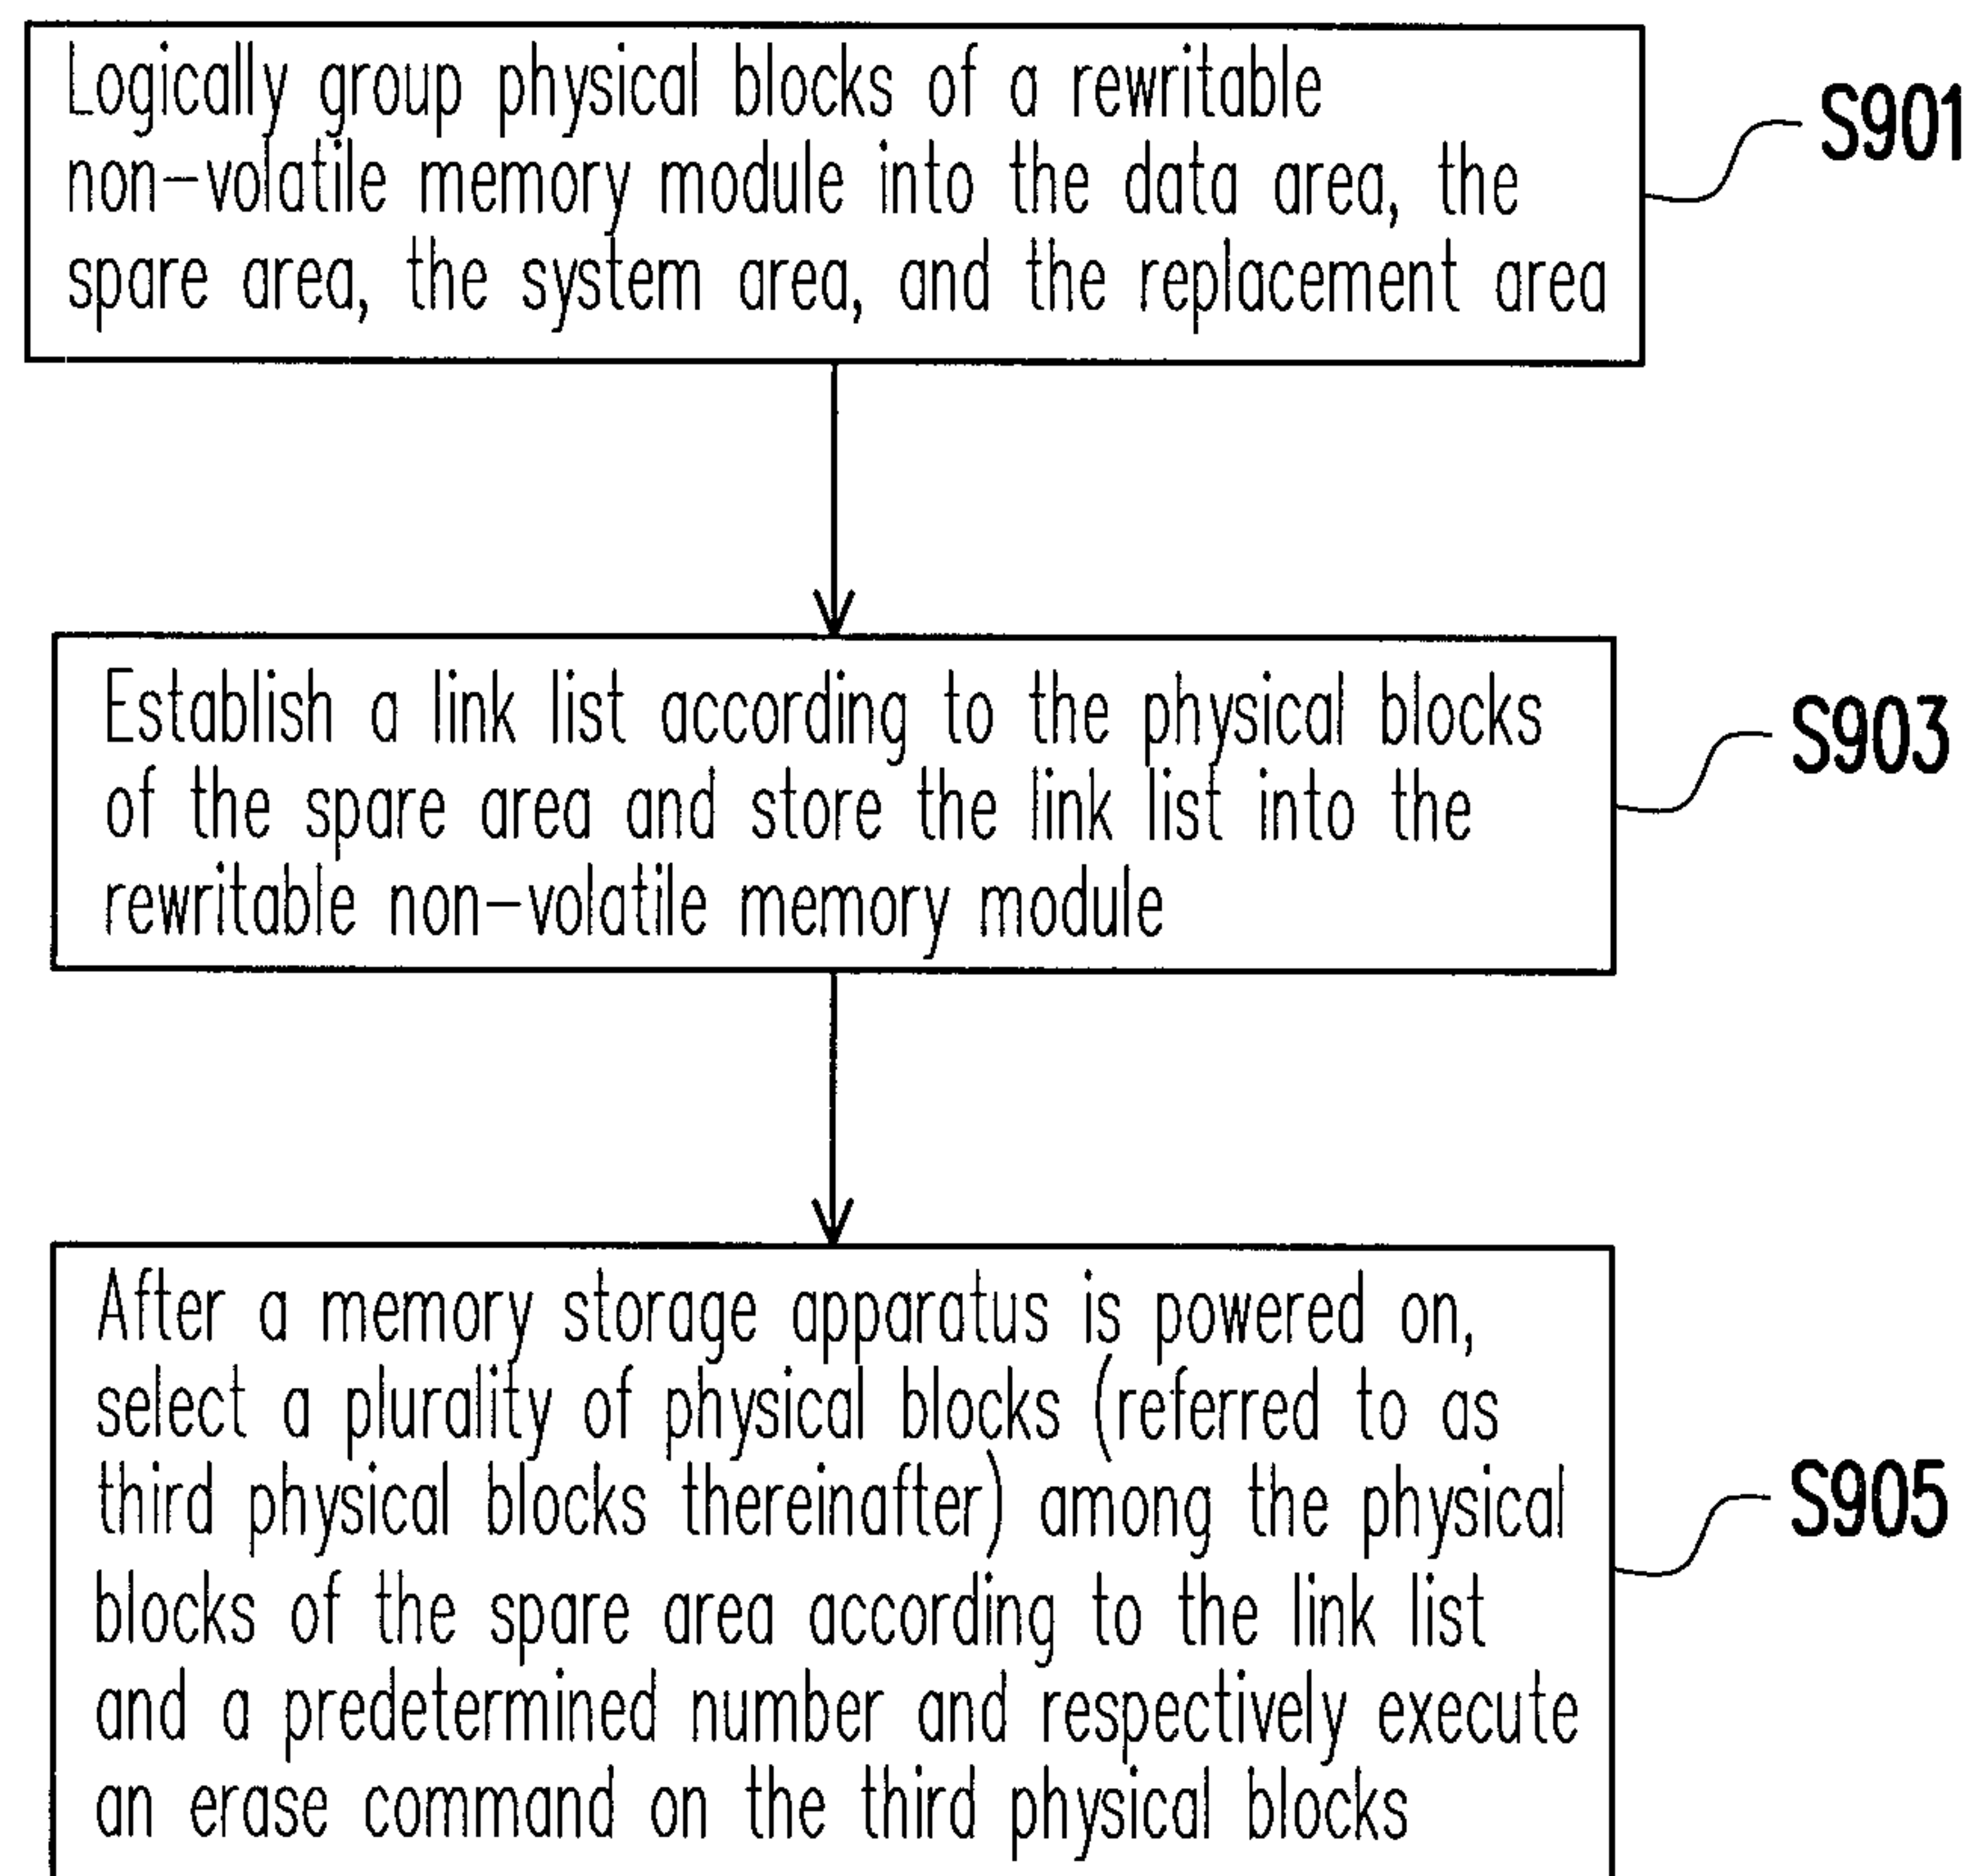 Logically group physical blocks of a rewritable
non-volatile memory module into the data area, the
spare area, the system area, and the replacement area
S901
Establish a link list according to the physical blocks
of the spare area and store the link list into the
rewritable non-volatile memory module
S903
After a memory storage apparatus is powered on,
select a plurality of physical blocks (referred to as
third physical blocks thereinafter) among the physical
blocks of the spare area according to the link list
and a predetermined number and respectively execute
an erase command on the third physical blocks
S905